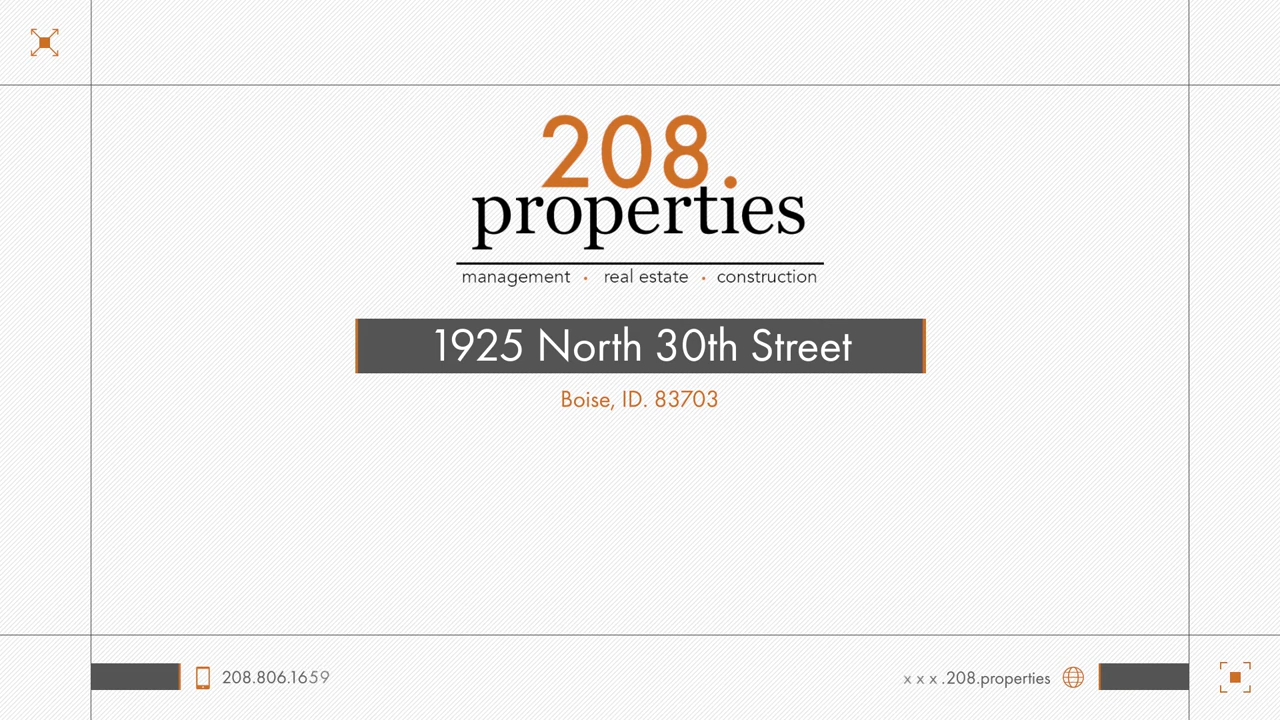 208.
properties
management • real estate • construction
1925 North 30th Street
Boise, ID. 83703
208.806.1659
x x x .208.properties